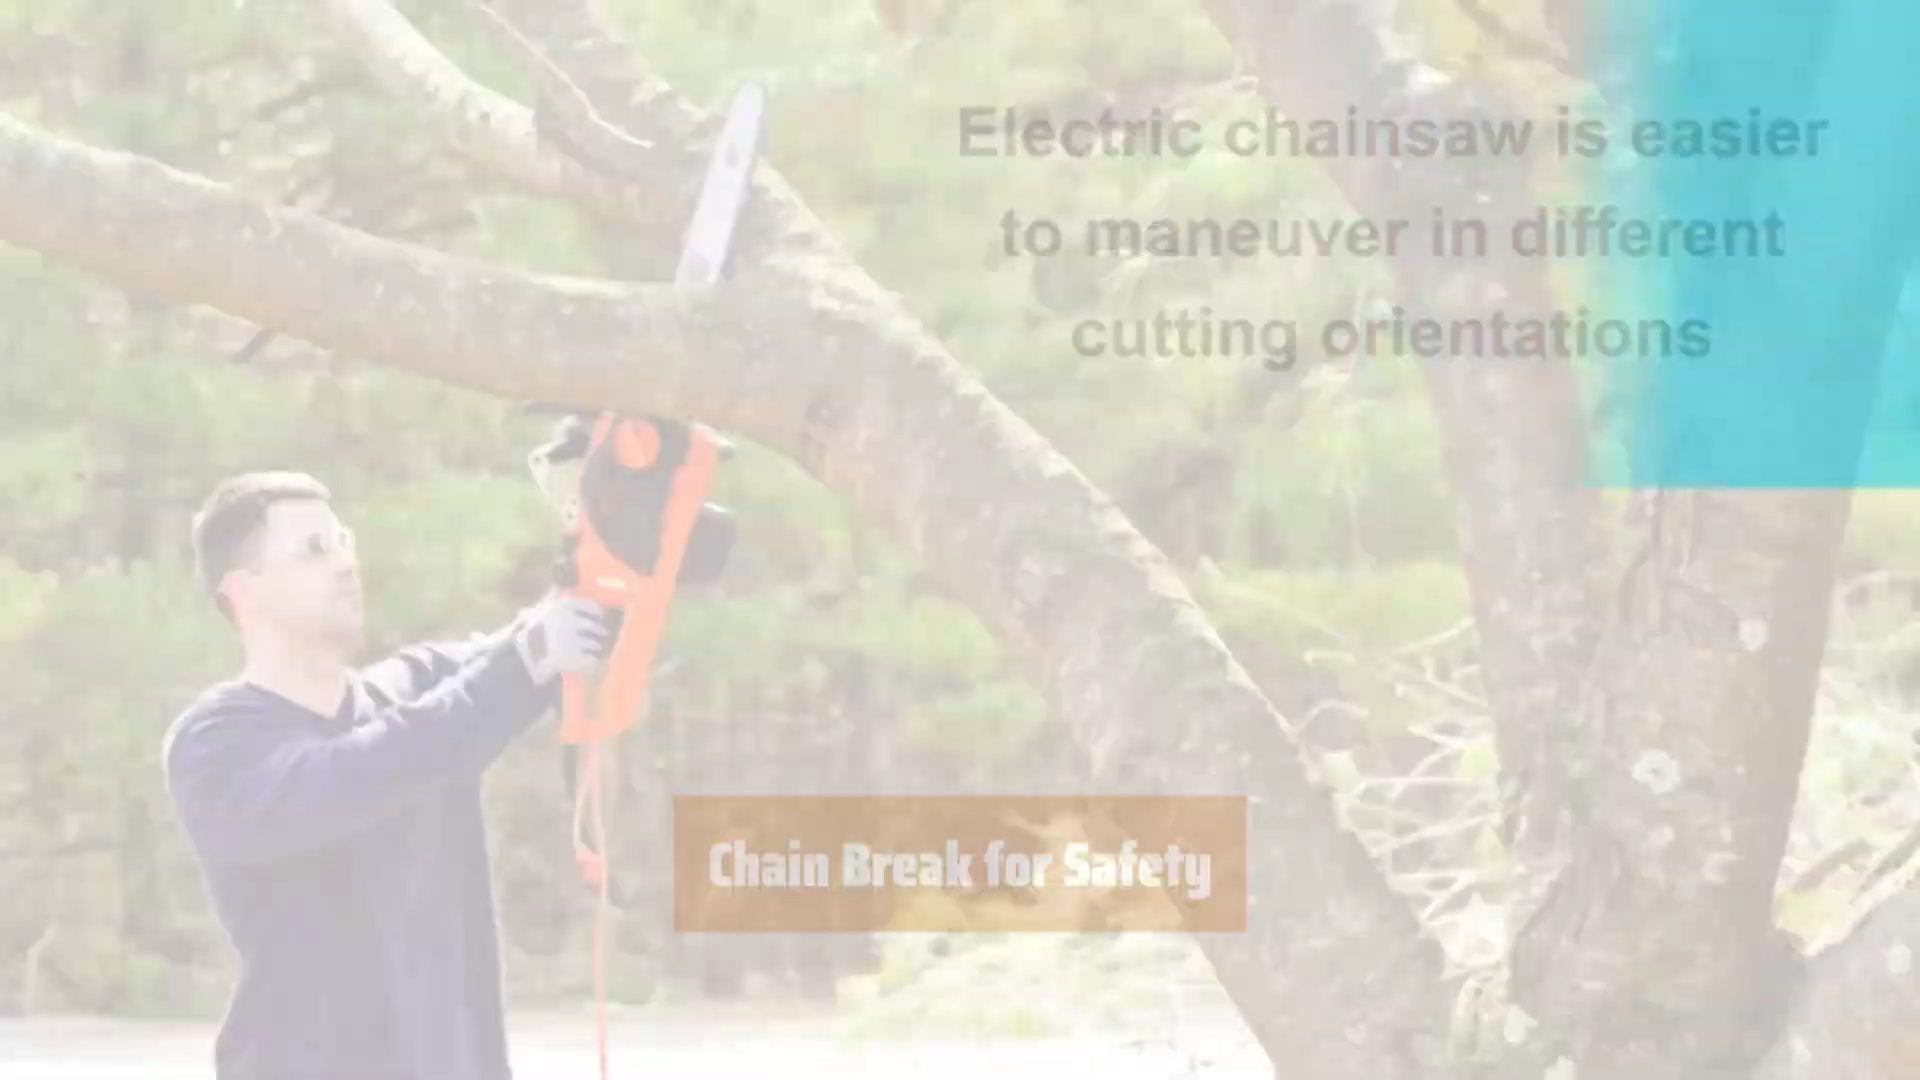 Electric chainsaw is easier
to maneuver in different
cutting orientations
Chain Break for Safety